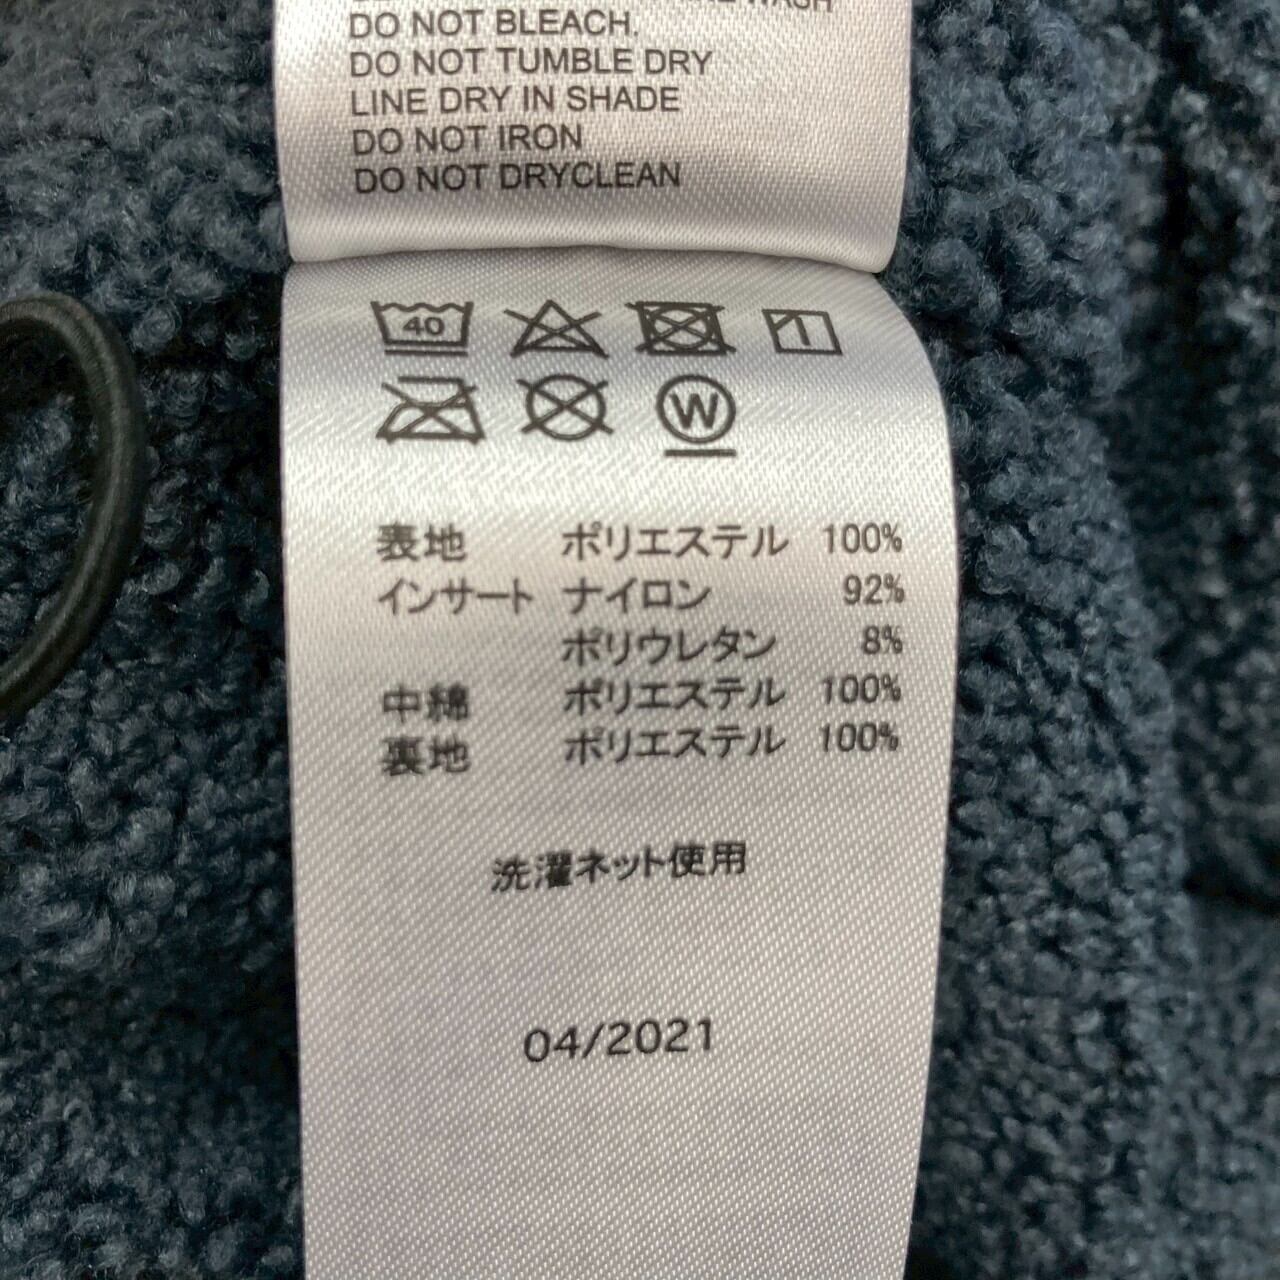 WASH
DO NOT BLEACH.
DO NOT TUMBLE DRY
LINE DRY IN SHADE
DO NOT IRON
DO NOT DRYCLEAN
40
W
表地 ポリエステル 100%
インサート ナイロン 92%
ポリウレタン 8%
中綿 ポリエステル 100%
裏地 ポリエステル 100%
洗濯ネット使用
04/2021